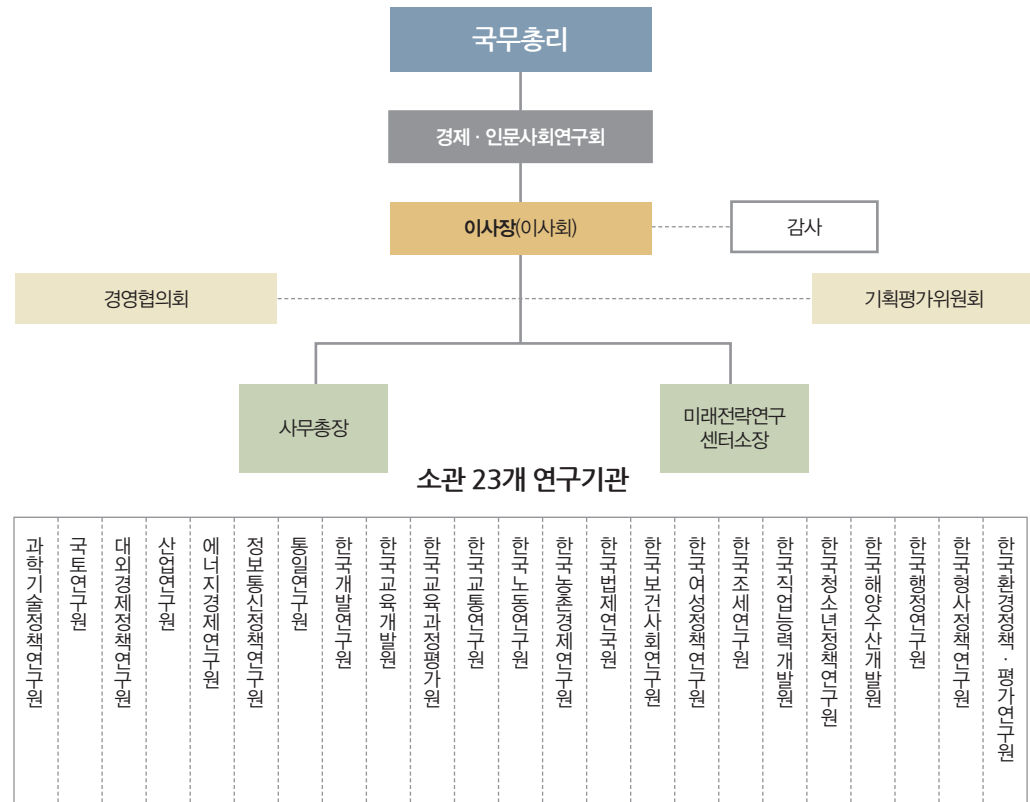 국무총리
경제 · 인문사회연구회
이사장(이사회)
감사
경영협의회
기획평가위원회
사무총장
미래전략연구
센터소장
소관 23개 연구기관
과학기술정책연구원
국토연구원
대외경제정책연구원
산업연구원
에너지경제연구원
정보통신정책연구원
통일연구원
한국개발연구원
한국교육개발원
한국교육과정평가원
한국교통연구원
한국노동연구원
한국농촌경제연구원
한국법제연국원
한국보건사회연구원
한국여성정책연구원
한국조세연구원
한국직업능력개발원
한국청소년정책연구원
한국해양수산개발원
한국행정연구원
한국형사정책연구원
한국환경정책 · 평가연구원